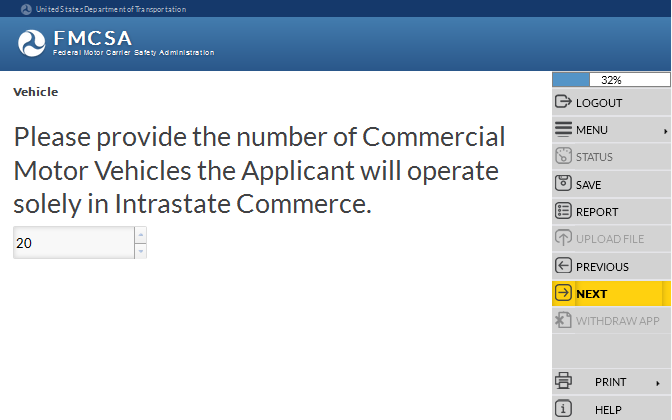 United States Department of Transportation
FMCSA
Federal Motor Carrier Safety Administration
Vehicle
Please provide the number of Commercial
Motor Vehicles the Applicant will operate
solely in Intrastate Commerce.
20
32%
LOGOUT
MENU
STATUS
SAVE
REPORT
UPLOAD FILE
PREVIOUS
NEXT
WITHDRAW APP
PRINT
HELP